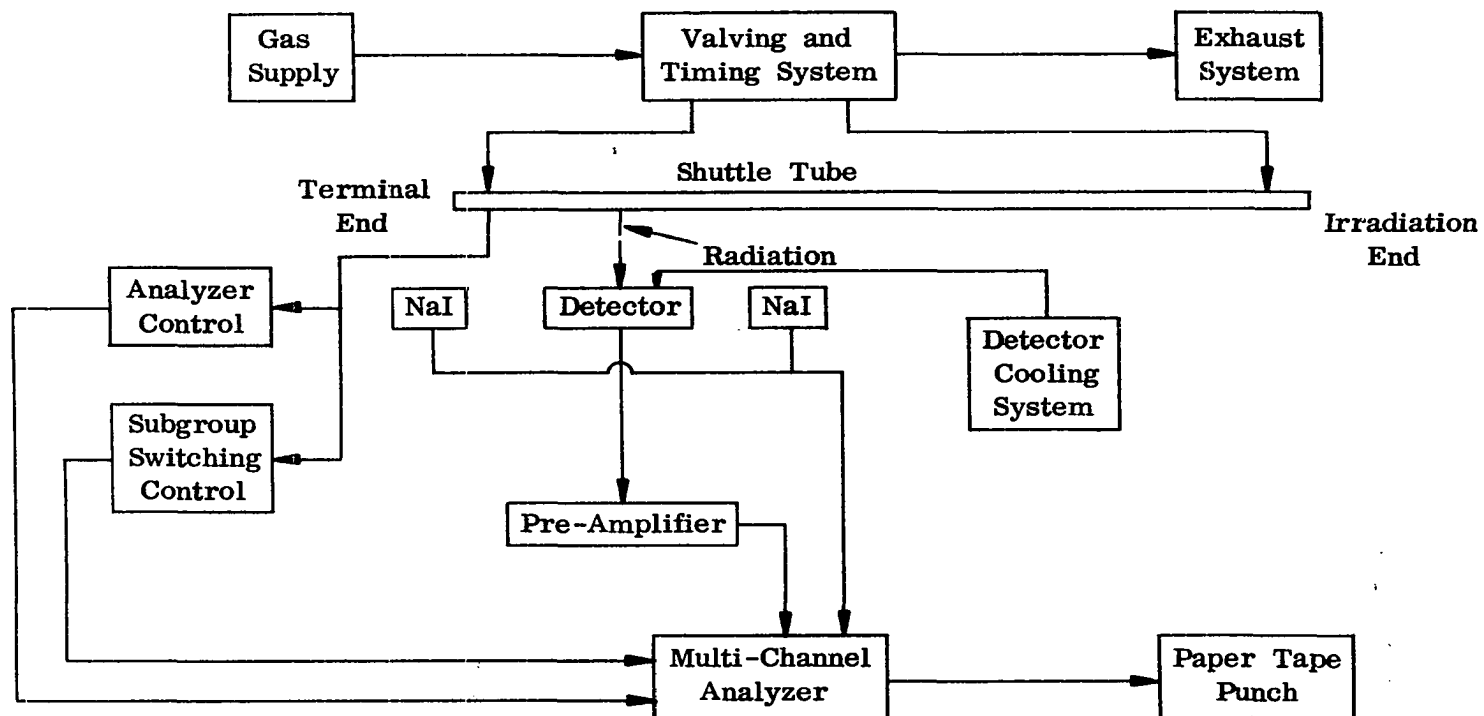 Gas
Supply
Valving and
Timing System
Exhaust
System
Shuttle Tube
Terminal
End
Irradiation
End
Radiation
Analyzer
Control
NaI
Detector
NaI
Detector
Cooling
System
Subgroup
Switching
Control
Pre-Amplifier
Multi-Channel
Analyzer
Paper Tape
Punch